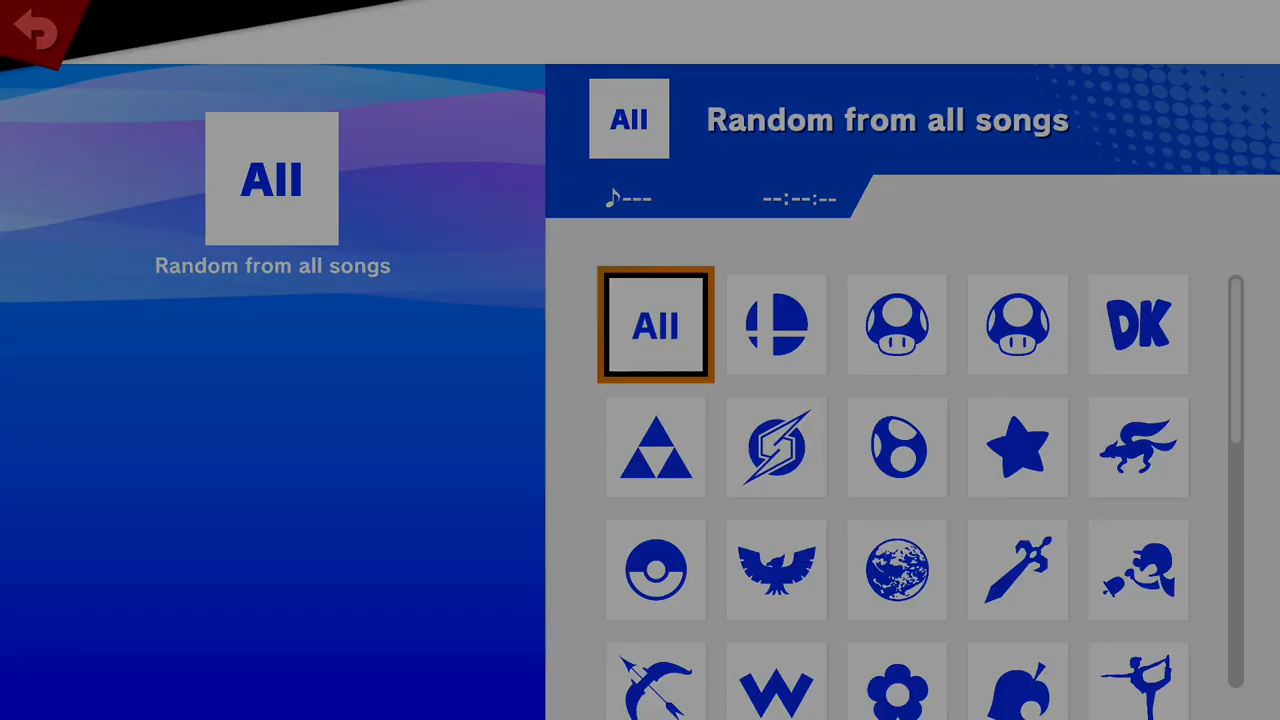 All
Random from all songs
All
Random from all songs
♪---
--:--:--
All
DK
W